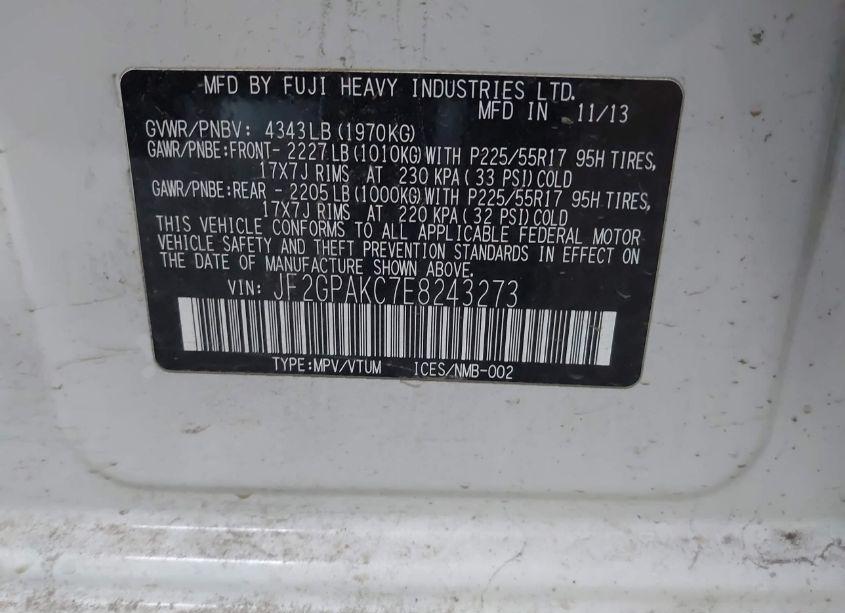 MFD BY FUJI HEAVY INDUSTRIES LTD.
MFD IN 11/13
GVWR/PNBV: 4343LB(1970KG)
GAWR/PNBE:FRONT- 2227LB(1010KG)WITH P225/55R17 95H TIRES,
17X7J RIMS AT 230 KPA(33 PSI)COLD
GAWR/PNBE:REAR - 2205LB(1000KG)WITH P225/55R17 95H TIRES,
17X7J RIMS AT 220 KPA(32 PSI)COLD
THIS VEHICLE CONFORMS TO ALL APPLICABLE FEDERAL MOTOR
VEHICLE SAFETY AND THEFT PREVENTION STANDARDS IN EFFECT ON
THE DATE OF MANUFACTURE SHOWN ABOVE.
VIN: JF2GPAKC7E8243273
TYPE:MPV/VTUM ICES/NMB-002